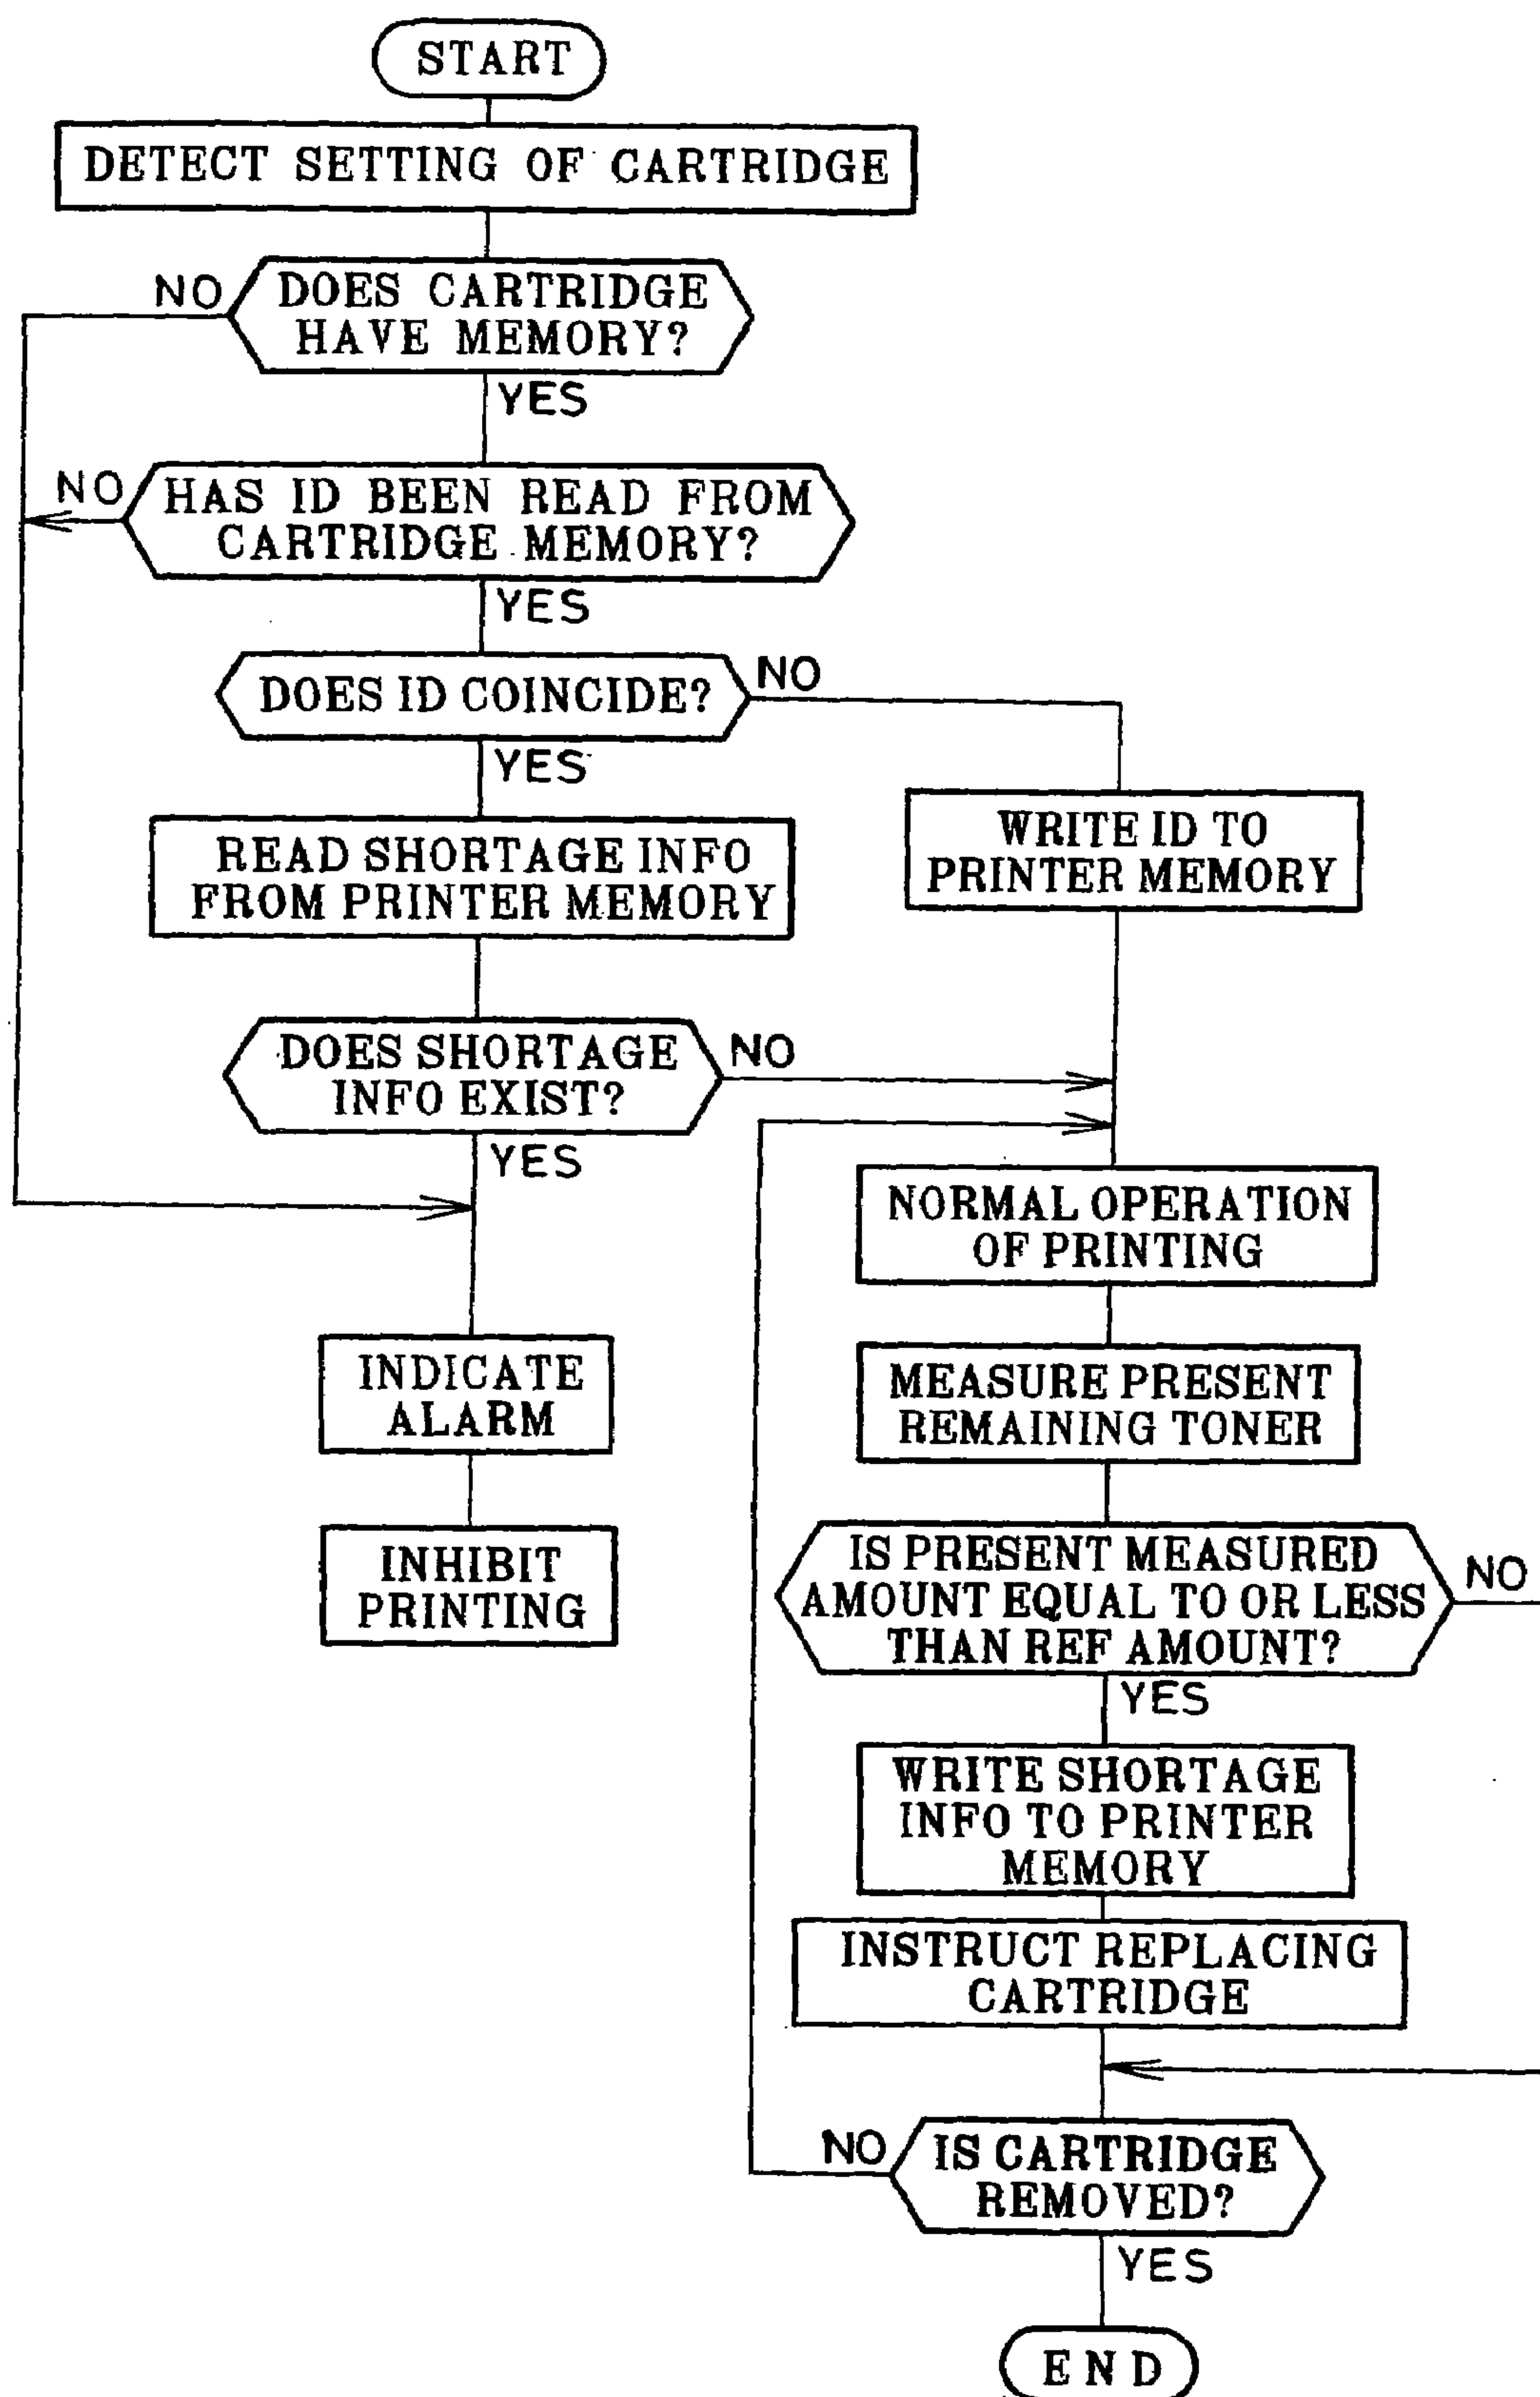 START
DETECT SETTING OF CARTRIDGE
NO
DOES CARTRIDGE
HAVE MEMORY?
YES
NO
HAS ID BEEN READ FROM
CARTRIDGE MEMORY?
YES
DOES ID COINCIDE?
NO
YES
READ SHORTAGE INFO
FROM PRINTER MEMORY
WRITE ID TO
PRINTER MEMORY
DOES SHORTAGE
INFO EXIST?
NO
YES
INDICATE
ALARM
INHIBIT
PRINTING
NORMAL OPERATION
OF PRINTING
MEASURE PRESENT
REMAINING TONER
IS PRESENT MEASURED
AMOUNT EQUAL TO OR LESS
THAN REF AMOUNT?
NO
YES
WRITE SHORTAGE
INFO TO PRINTER
MEMORY
INSTRUCT REPLACING
CARTRIDGE
NO
IS CARTRIDGE
REMOVED?
YES
END